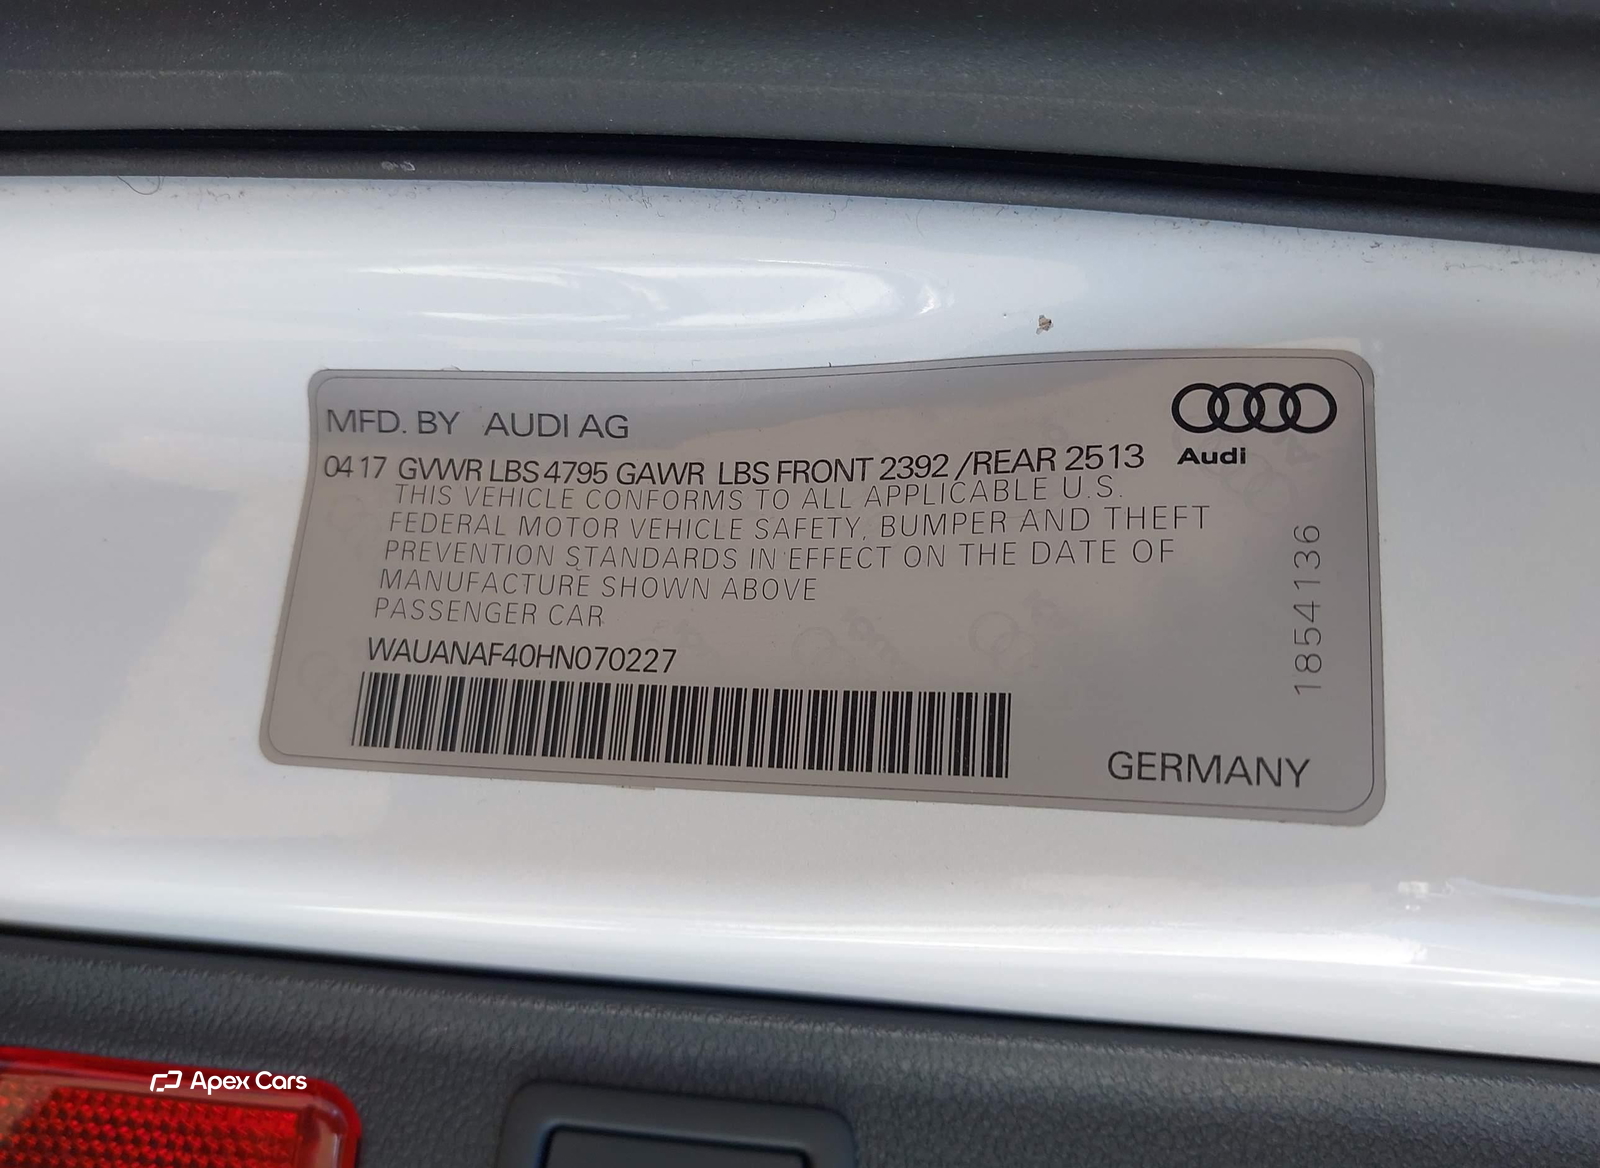 MFD. BY AUDI AG
Audi
04 17 GVWR LBS 4795 GAWR LBS FRONT 2392 /REAR 2513
THIS VEHICLE CONFORMS TO ALL APPLICABLE U.S.
FEDERAL MOTOR VEHICLE SAFETY, BUMPER AND THEFT
PREVENTION STANDARDS IN EFFECT ON THE DATE OF
MANUFACTURE SHOWN ABOVE
PASSENGER CAR
WAUANAF40HN070227
1854136
GERMANY
Apex Cars